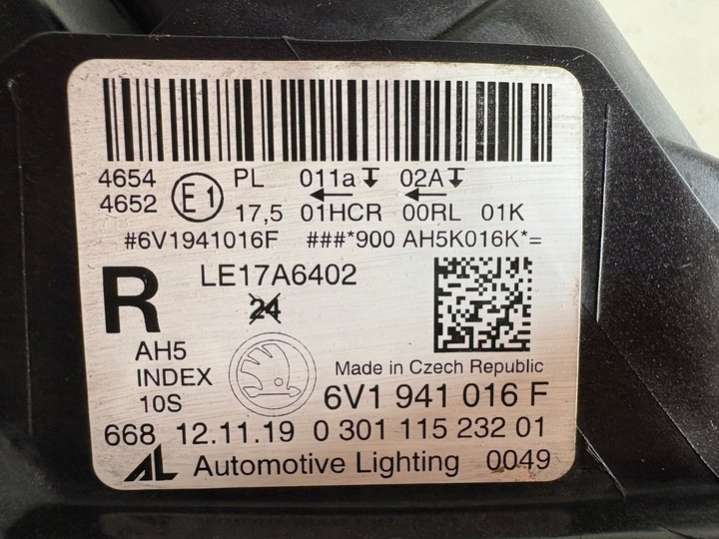 4654 E1 PL 011a 02A
4652 17,5 01HCR 00RL 01K
#6V1941016F ###*900 AH5K016K*=
R LE17A6402
24
AH5
INDEX
10S
Made in Czech Republic
6V1 941 016 F
668 12.11.19 0 301 115 232 01
AL Automotive Lighting 0049